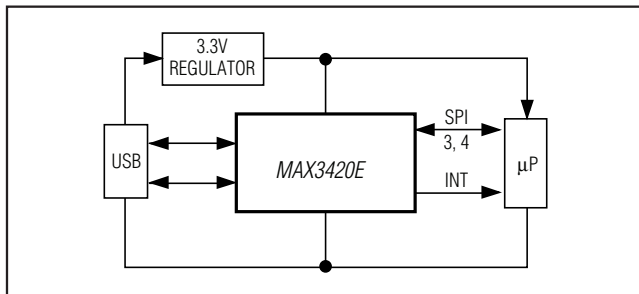 3.3V
REGULATOR
USB
MAX3420E
SPI
3, 4
INT
μP